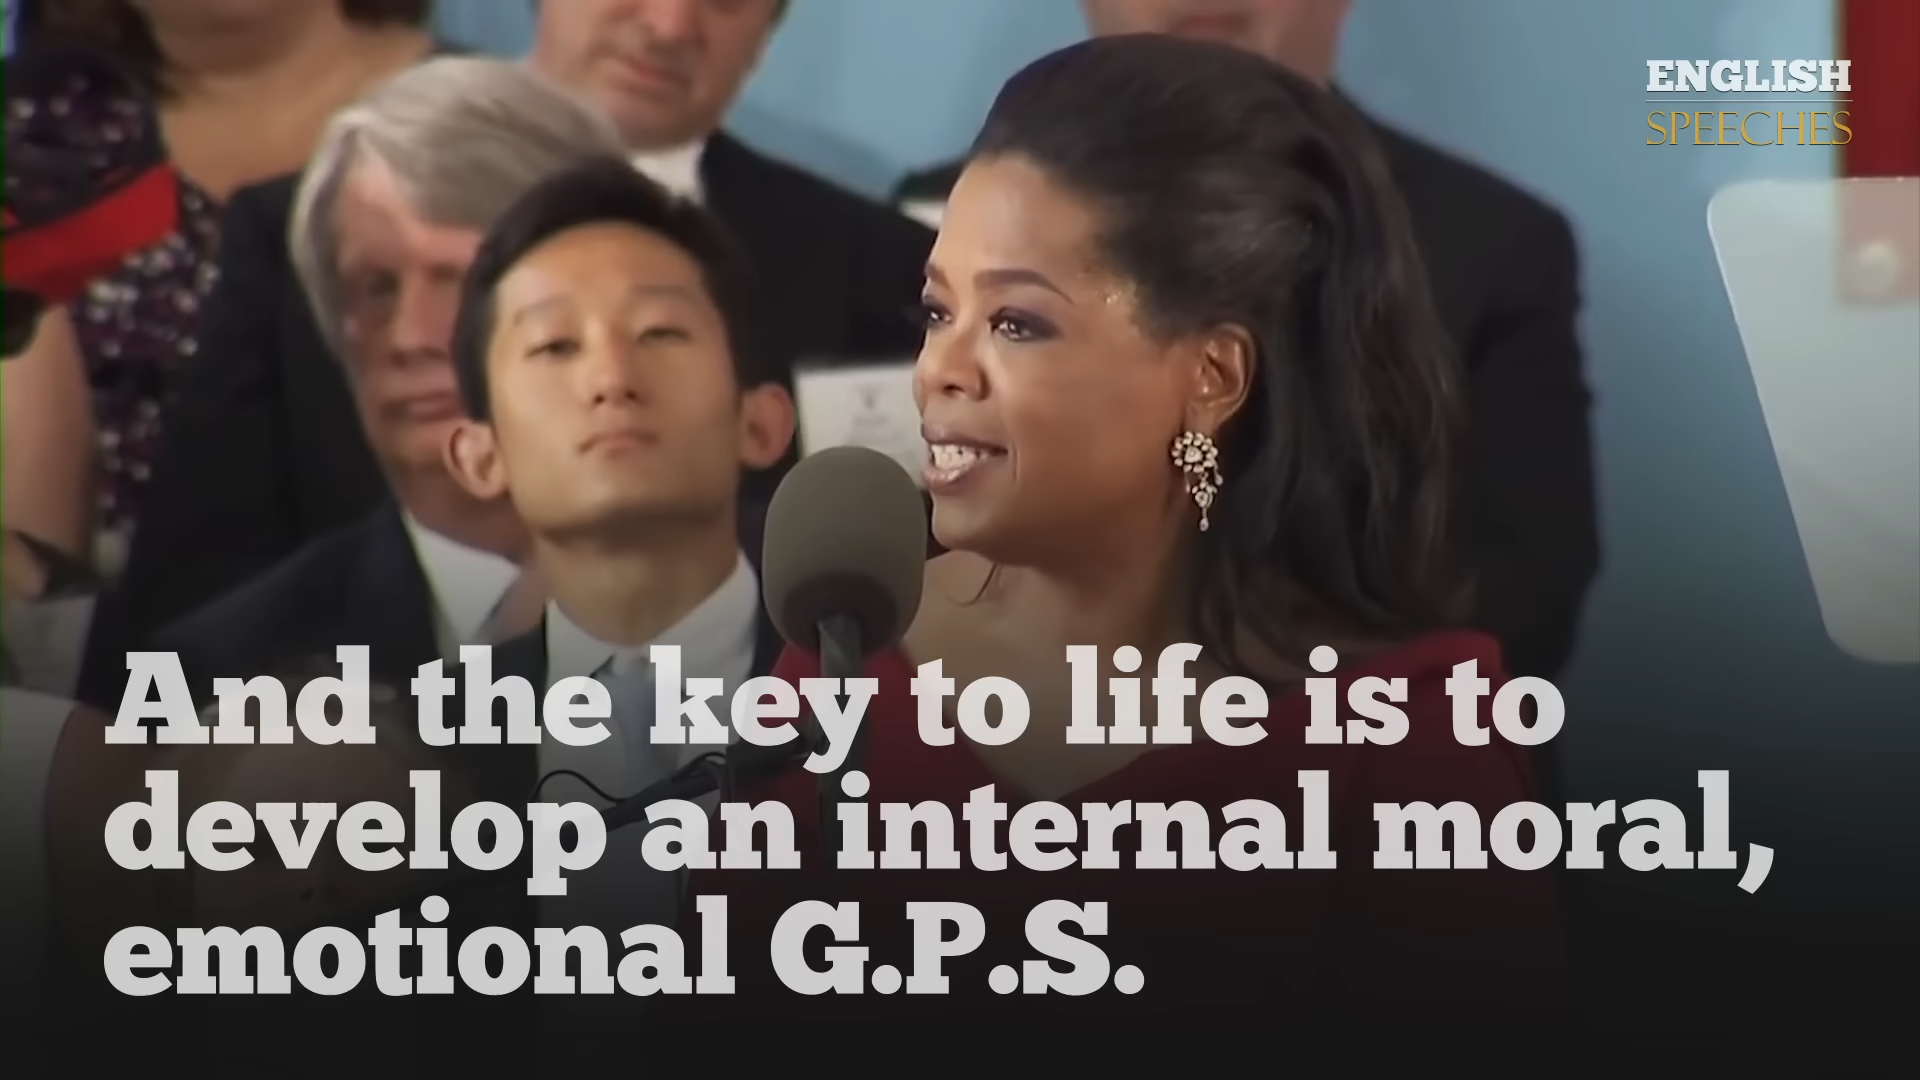 ENGLISH
SPEECHES
And the key to life is to
develop an internal moral,
emotional G.P.S.